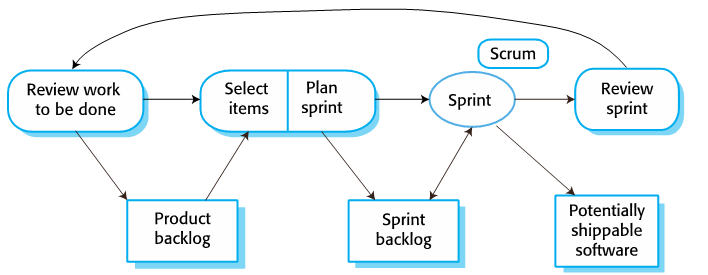 Scrum
Review work
to be done
Select
items
Plan
sprint
Sprint
Review
sprint
Product
backlog
Sprint
backlog
Potentially
shippable
software